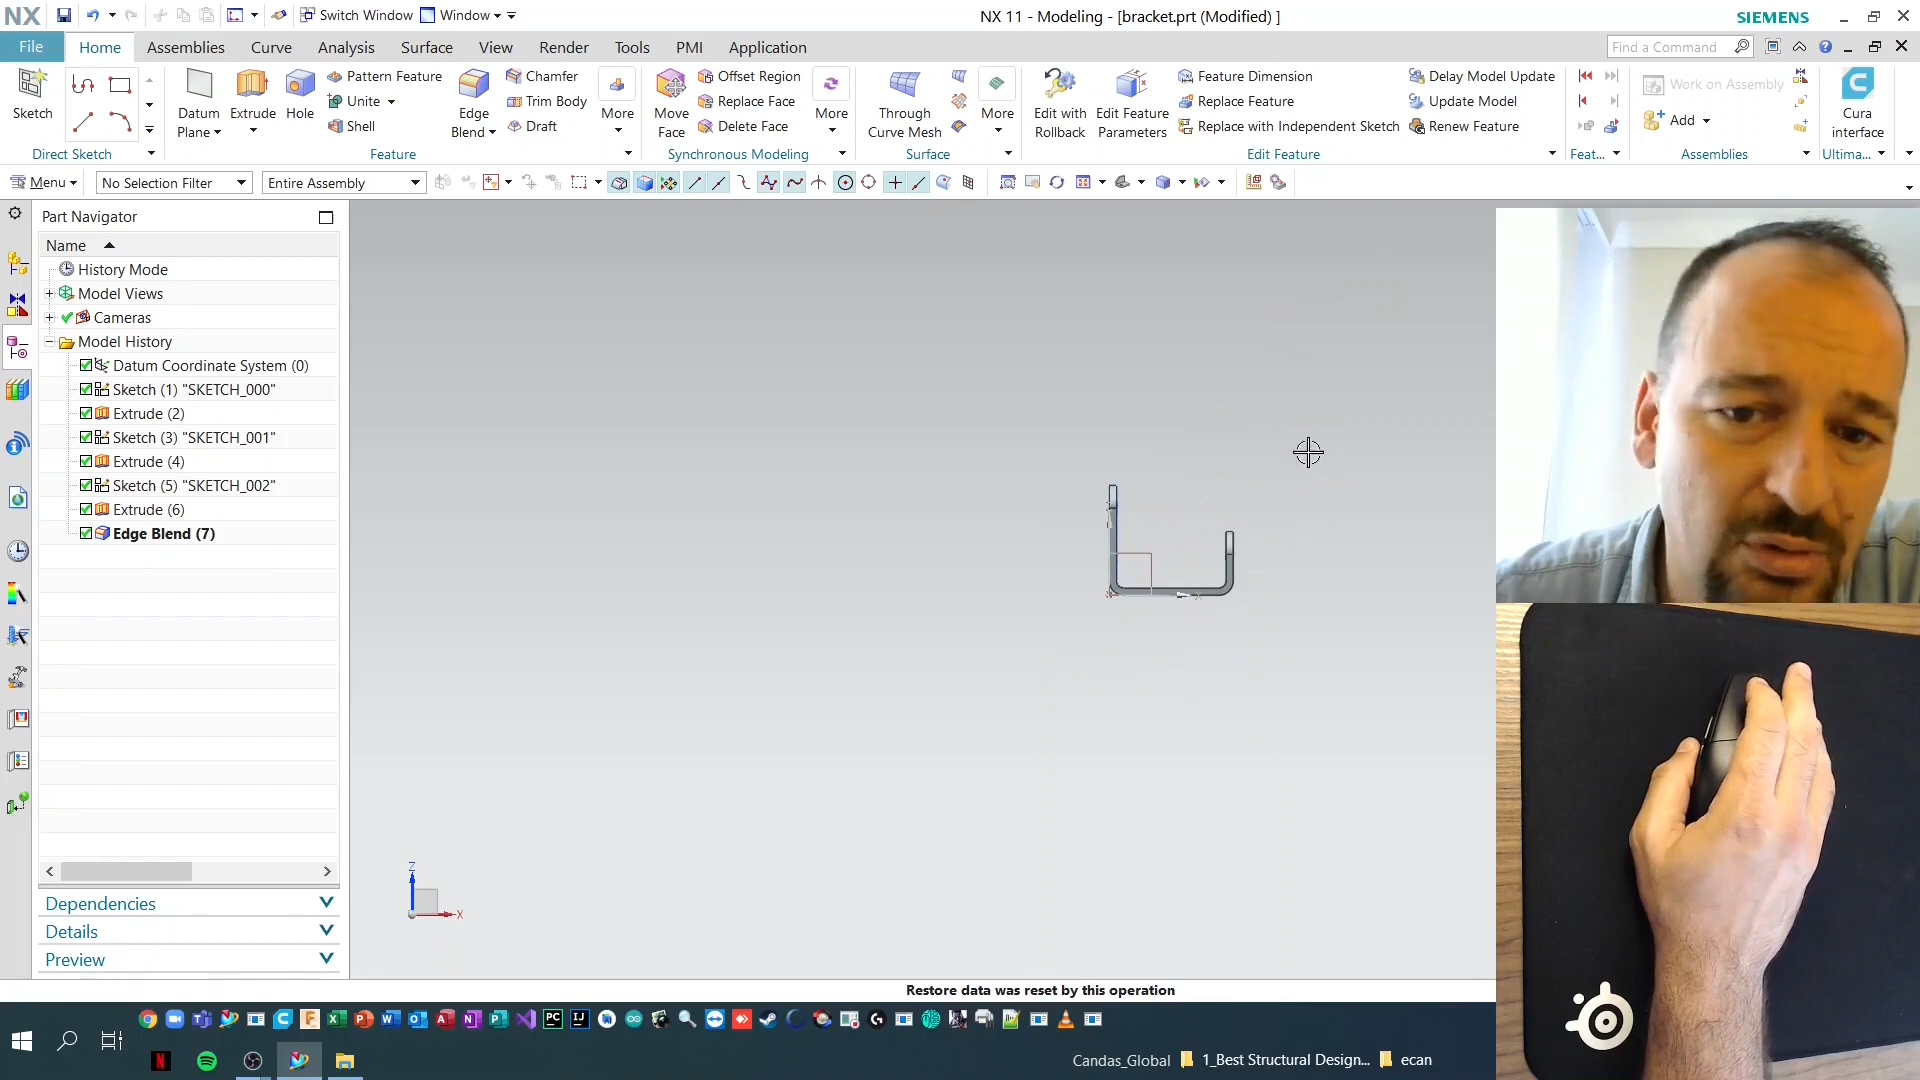 NX
Switch Window
Window
NX 11 - Modeling - [bracket.prt (Modified) ]
SIEMENS
File
Home
Assemblies
Curve
Analysis
Surface
View
Render
Tools
PMI
Application
Find a Command
Sketch
Datum
Plane
Extrude
Hole
Pattern Feature
Unite
Shell
Edge
Blend
Chamfer
Trim Body
Draft
More
Move
Face
Offset Region
Replace Face
Delete Face
More
Through
Curve Mesh
More
Edit with
Rollback
Edit Feature
Parameters
Feature Dimension
Replace Feature
Replace with Independent Sketch
Delay Model Update
Update Model
Renew Feature
Work on Assembly
Add
Cura
interface
Direct Sketch
Feature
Synchronous Modeling
Surface
Edit Feature
Feat...
Assemblies
Ultima...
Menu
No Selection Filter
Entire Assembly
Part Navigator
Name
History Mode
Model Views
Cameras
Model History
Datum Coordinate System (0)
Sketch (1) "SKETCH_000"
Extrude (2)
Sketch (3) "SKETCH_001"
Extrude (4)
Sketch (5) "SKETCH_002"
Extrude (6)
Edge Blend (7)
Z
X
Dependencies
Details
Preview
Restore data was reset by this operation
Candas_Global
1_Best Structural Design...
ecan